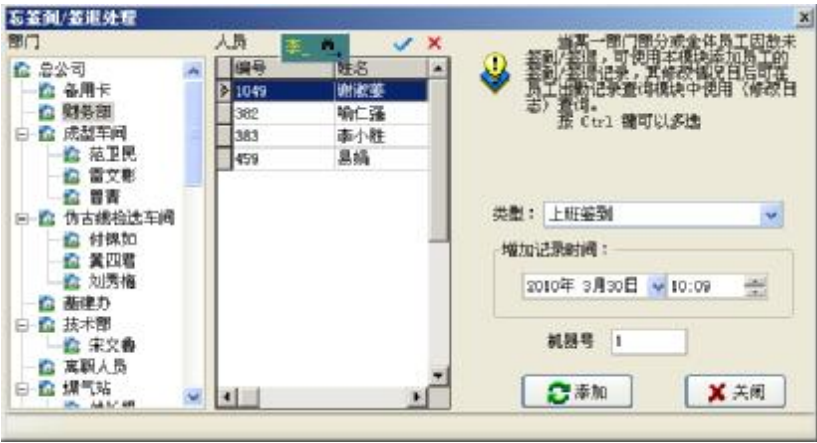 忘签到/签退处理
部门
总公司
备用卡
财务部
成型车间
范卫民
雷文彬
曾青
仿古线检选车间
付锦如
冀四君
刘秀梅
基建办
技术部
宋文春
离职人员
煤气站
人员
李_
编号 姓名
1049
382 喻仁强
383 李小胜
459 易娟
当某一部门部分或全体员工因故未
签到/签退,可使用本模块添加员工的
签到/签退记录,其修改情况日后可在
员工出勤记录查询模块中使用(修改日
志)查询。
按 Ctrl 键可以多选
类型: 上班签到
增加记录时间:
2010年 3月30日 10:09
机器号 1
添加
关闭